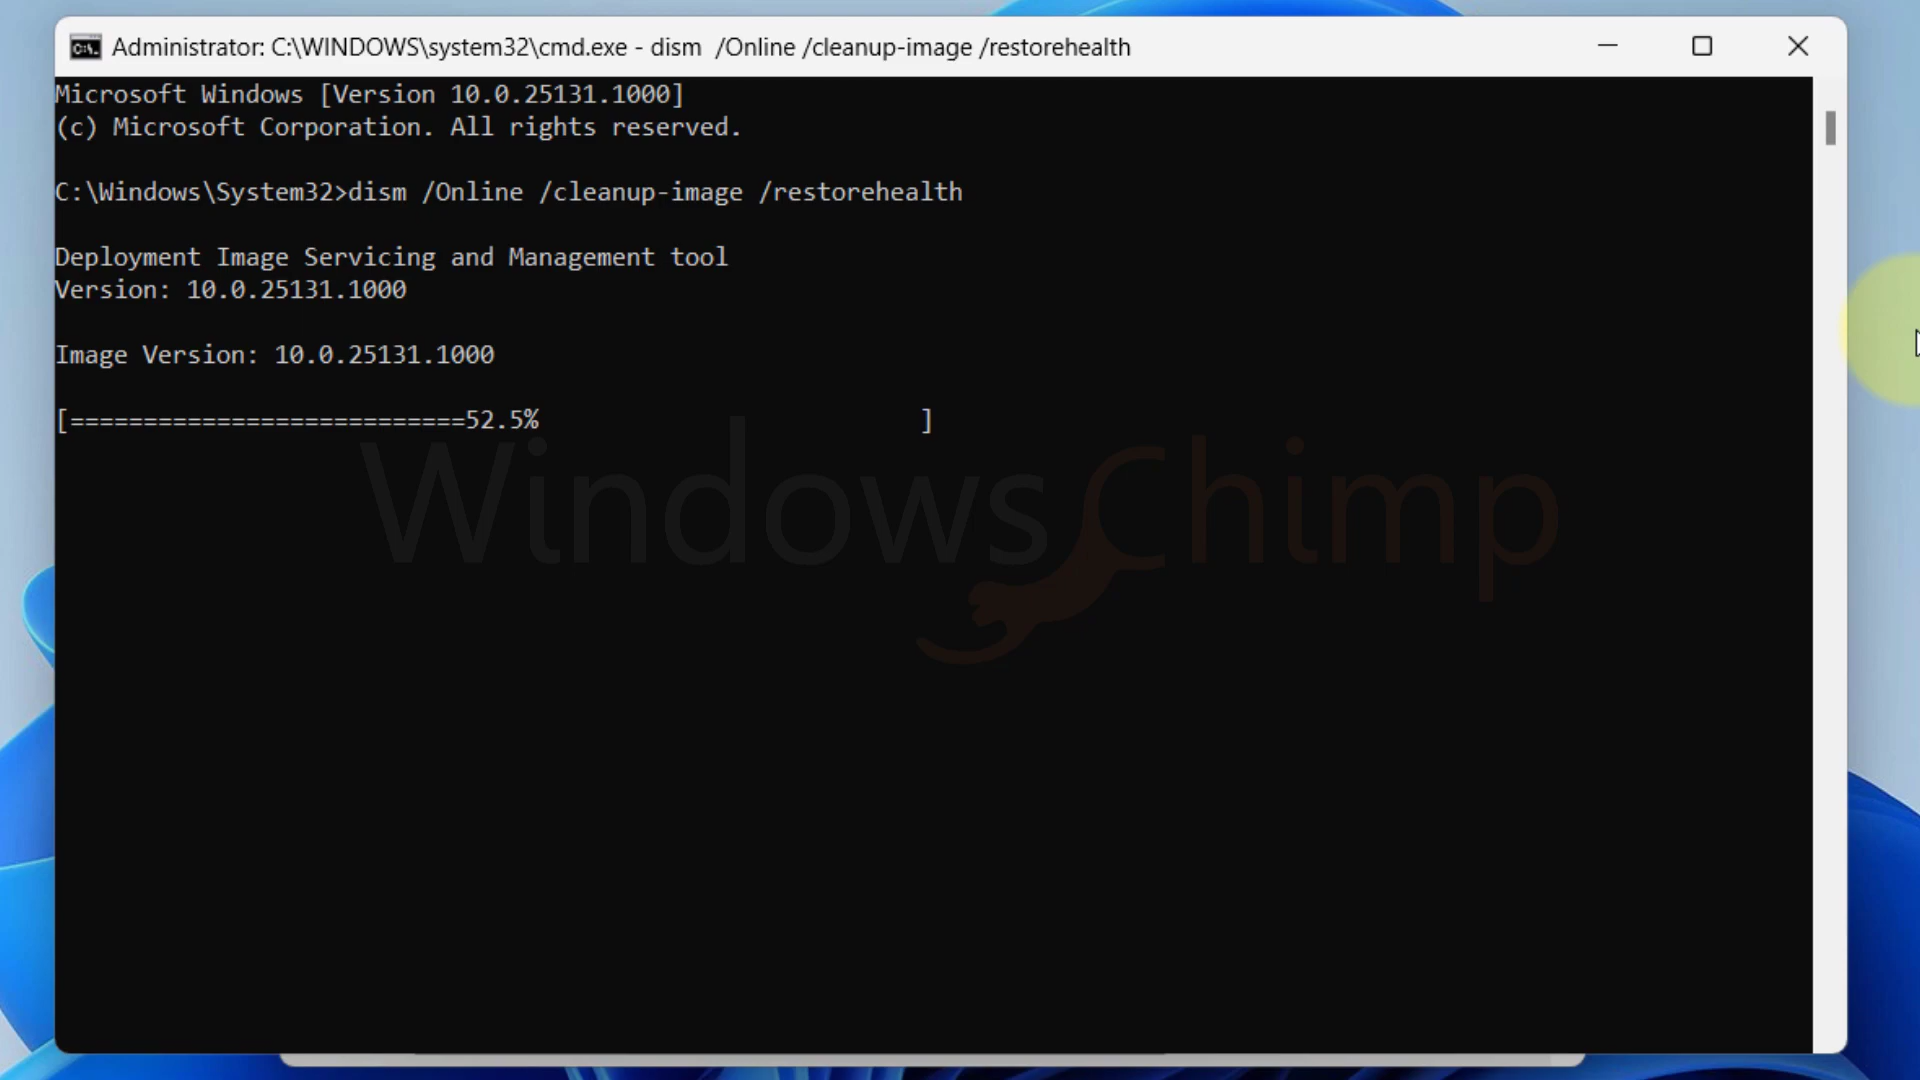 Administrator: C:\WINDOWS\system32\cmd.exe - dism  /Online /cleanup-image /restorehealth
Microsoft Windows [Version 10.0.25131.1000]
(c) Microsoft Corporation. All rights reserved.
C:\Windows\System32>dism /Online /cleanup-image /restorehealth
Deployment Image Servicing and Management tool
Version: 10.0.25131.1000
Image Version: 10.0.25131.1000
[===========================52.5%                          ]
WindowsChimp